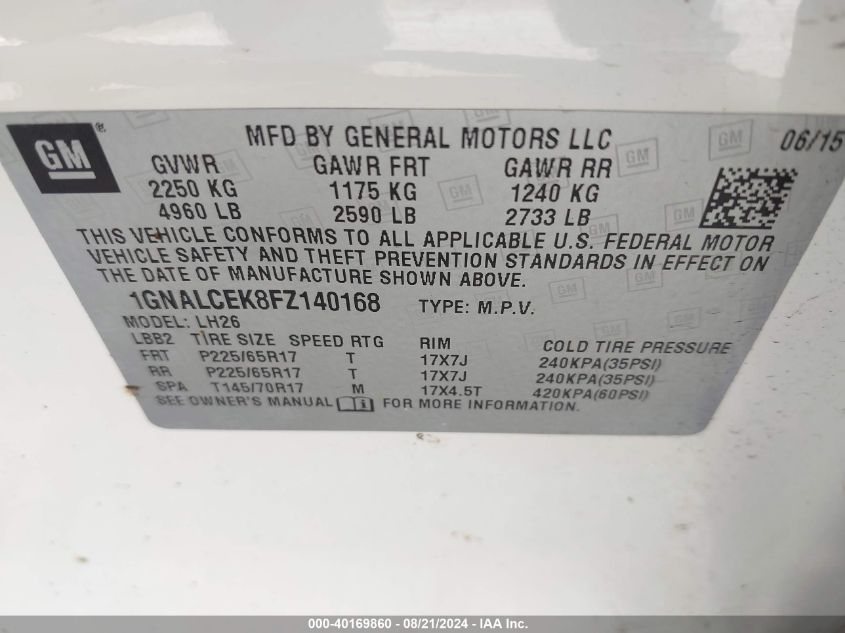 GM®
MFD BY GENERAL MOTORS LLC 06/15
GVWR GAWR FRT GAWR RR
2250 KG 1175 KG 1240 KG
4960 LB 2590 LB 2733 LB
THIS VEHICLE CONFORMS TO ALL APPLICABLE U.S. FEDERAL MOTOR
VEHICLE SAFETY AND THEFT PREVENTION STANDARDS IN EFFECT ON
THE DATE OF MANUFACTURE SHOWN ABOVE.
1GNALCEK8FZ140168 TYPE: M.P.V.
MODEL: LH26
LBB2 TIRE SIZE SPEED RTG RIM COLD TIRE PRESSURE
FRT P225/65R17 T 17X7J 240KPA(35PSI)
RR P225/65R17 T 17X7J 240KPA(35PSI)
SPA T145/70R17 M 17X4.5T 420KPA(60PSI)
SEE OWNER'S MANUAL FOR MORE INFORMATION.
000-40169860 - 08/21/2024 - IAA Inc.